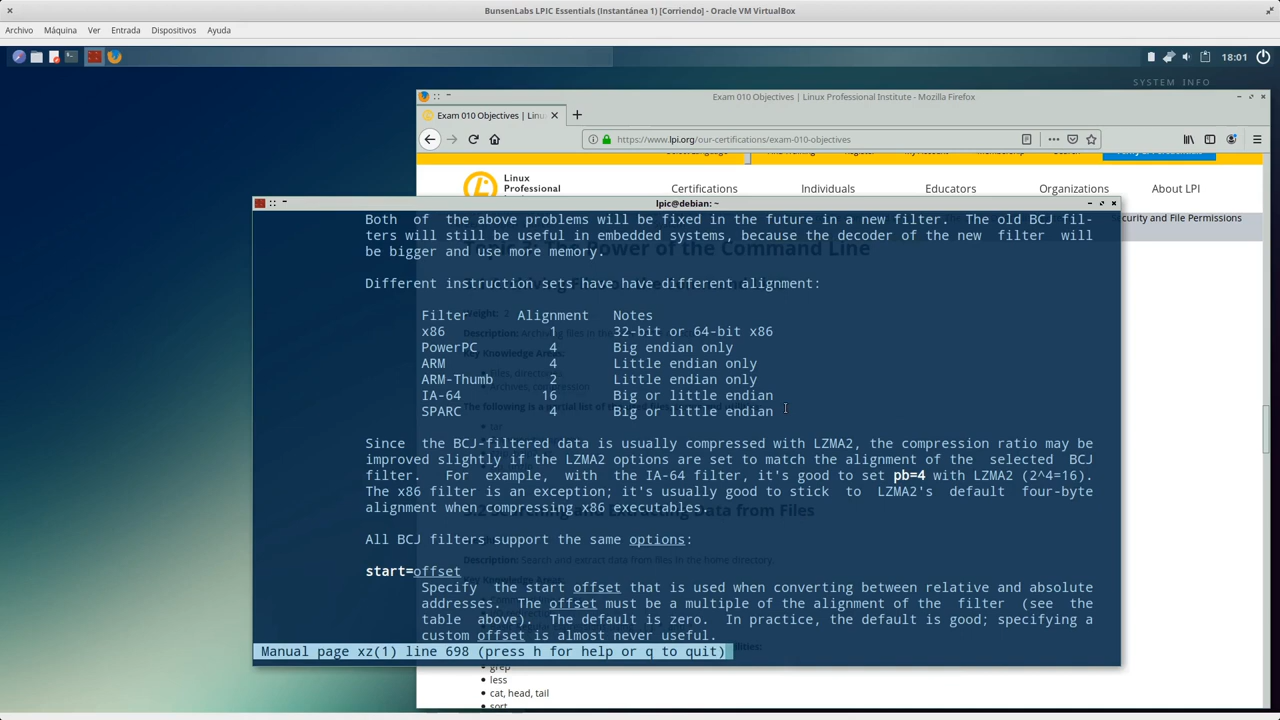 BunsenLabs LPIC Essentials (Instantánea 1) [Corriendo] - Oracle VM VirtualBox
Archivo Máquina Ver Entrada Dispositivos Ayuda
18:01
SYSTEM INFO
Exam 010 Objectives | Linux Professional Institute - Mozilla Firefox
Exam 010 Objectives | Linu
https://www.lpi.org/our-certifications/exam-010-objectives
Linux
Professional
Certifications Individuals Educators Organizations About LPI
lpic@debian: ~
Security and File Permissions
Both of the above problems will be fixed in the future in a new filter. The old BCJ fil-
ters will still be useful in embedded systems, because the decoder of the new filter will
be bigger and use more memory.
Different instruction sets have have different alignment:
Filter Alignment Notes
x86 1 32-bit or 64-bit x86
PowerPC 4 Big endian only
ARM 4 Little endian only
ARM-Thumb 2 Little endian only
IA-64 16 Big or little endian
SPARC 4 Big or little endian
Since the BCJ-filtered data is usually compressed with LZMA2, the compression ratio may be
improved slightly if the LZMA2 options are set to match the alignment of the selected BCJ
filter. For example, with the IA-64 filter, it's good to set pb=4 with LZMA2 (2^4=16).
The x86 filter is an exception; it's usually good to stick to LZMA2's default four-byte
alignment when compressing x86 executables.
All BCJ filters support the same options:
start=offset
Specify the start offset that is used when converting between relative and absolute
addresses. The offset must be a multiple of the alignment of the filter (see the
table above). The default is zero. In practice, the default is good; specifying a
custom offset is almost never useful.
Manual page xz(1) line 698 (press h for help or q to quit)
grep
less
cat, head, tail
sort